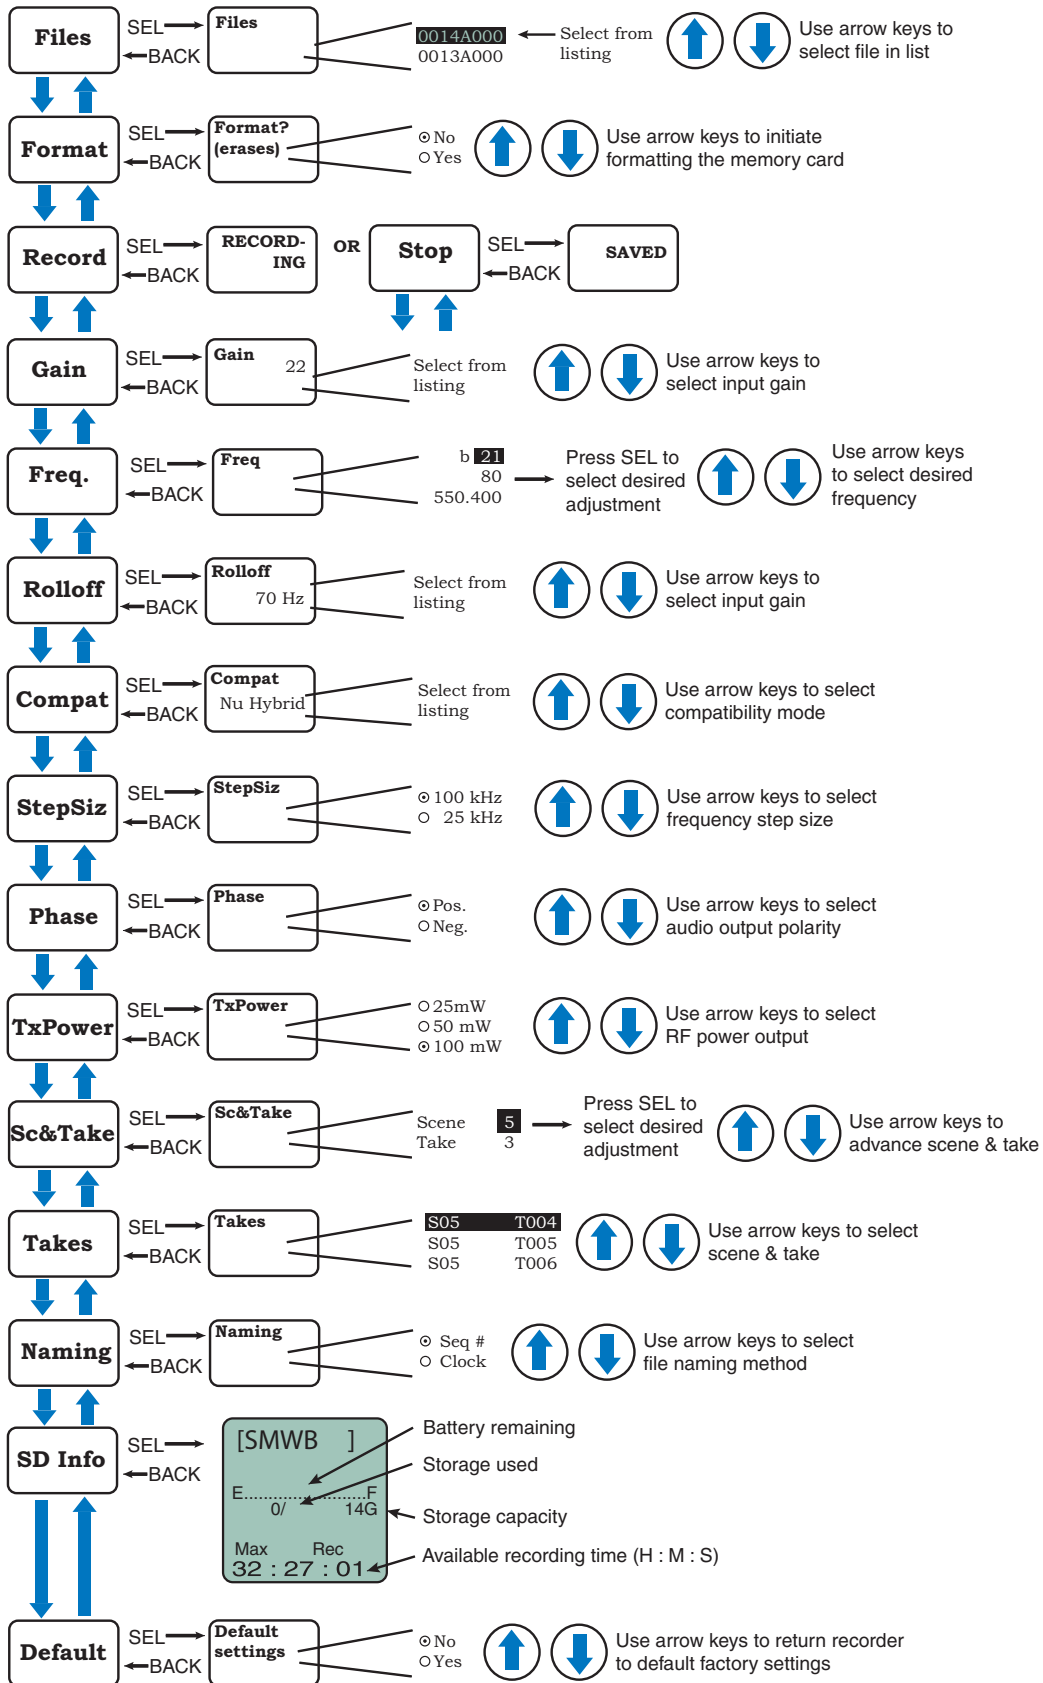 Files
SEL
BACK
Files
0014A000
0013A000
Select from
listing
Use arrow keys to
select file in list
Format
SEL
BACK
Format?
(erases)
No
Yes
Use arrow keys to initiate
formatting the memory card
Record
SEL
BACK
RECORD-
ING
OR
Stop
SEL
BACK
SAVED
Gain
SEL
BACK
Gain
22
Select from
listing
Use arrow keys to
select input gain
Freq.
SEL
BACK
Freq
b 21
80
550.400
Press SEL to
select desired
adjustment
Use arrow keys
to select desired
frequency
Rolloff
SEL
BACK
Rolloff
70 Hz
Select from
listing
Use arrow keys to
select input gain
Compat
SEL
BACK
Compat
Nu Hybrid
Select from
listing
Use arrow keys to select
compatibility mode
StepSiz
SEL
BACK
StepSiz
100 kHz
25 kHz
Use arrow keys to select
frequency step size
Phase
SEL
BACK
Phase
Pos.
Neg.
Use arrow keys to select
audio output polarity
TxPower
SEL
BACK
TxPower
25mW
50 mW
100 mW
Use arrow keys to select
RF power output
Sc&Take
SEL
BACK
Sc&Take
Scene 5
Take 3
Press SEL to
select desired
adjustment
Use arrow keys to
advance scene & take
Takes
SEL
BACK
Takes
S05 T004
S05 T005
S05 T006
Use arrow keys to select
scene & take
Naming
SEL
BACK
Naming
Seq #
Clock
Use arrow keys to select
file naming method
SD Info
SEL
BACK
[SMWB ]
E.......................F
0/ 14G
Max Rec
32 : 27 : 01
Battery remaining
Storage used
Storage capacity
Available recording time (H : M : S)
Default
SEL
BACK
Default
settings
No
Yes
Use arrow keys to return recorder
to default factory settings